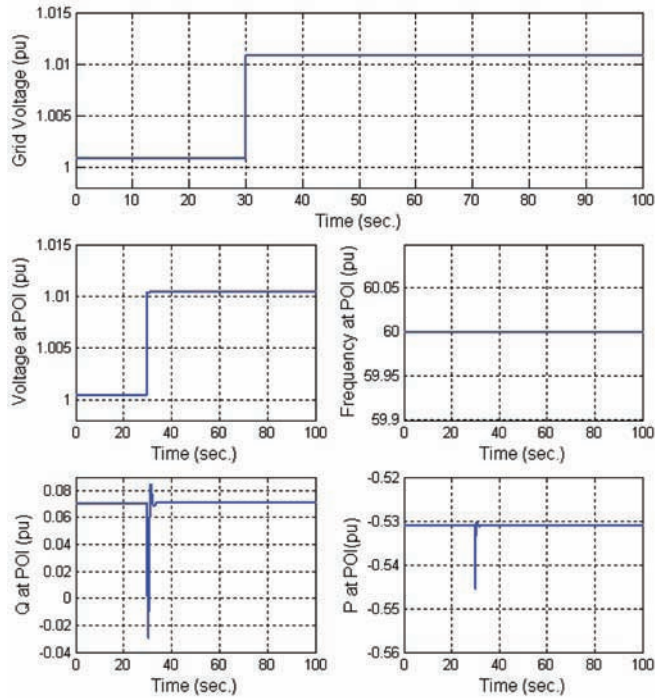 Grid Voltage (pu)
1.015
1.01
1.005
1
0 10 20 30 40 50 60 70 80 90 100
Time (sec.)
Voltage at POI (pu)
1.015
1.01
1.005
1
0 20 40 60 80 100
Time (sec.)
Frequency at POI (pu)
60.05
60
59.95
59.9
0 20 40 60 80 100
Time (sec.)
Q at POI (pu)
0.08
0.06
0.04
0.02
0
-0.02
-0.04
0 20 40 60 80 100
Time (sec.)
P at POI(pu)
-0.52
-0.53
-0.54
-0.55
-0.56
0 20 40 60 80 100
Time (sec.)